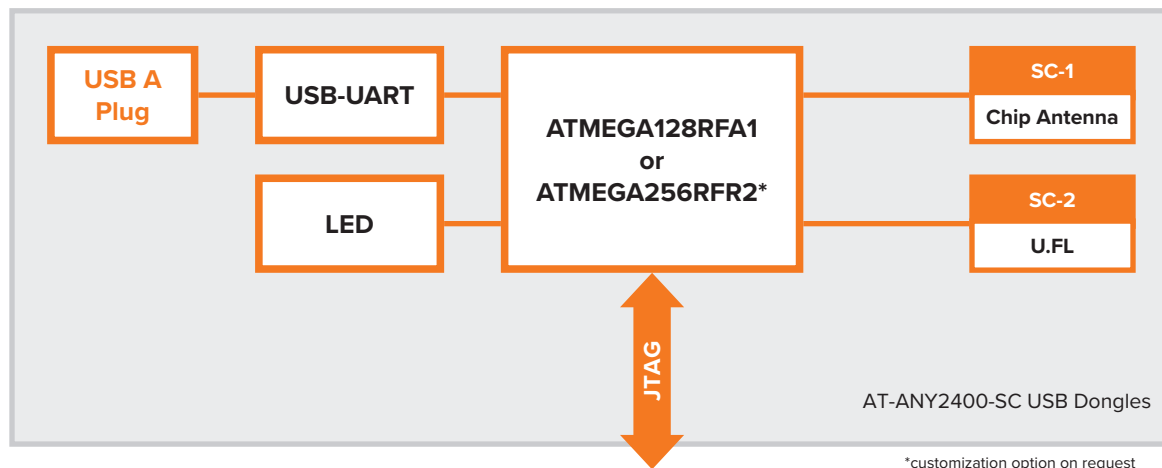 USB A
Plug
USB-UART
LED
ATMEGA128RFA1
or
ATMEGA256RFR2*
SC-1
Chip Antenna
SC-2
U.FL
JTAG
AT-ANY2400-SC USB Dongles
*customization option on request